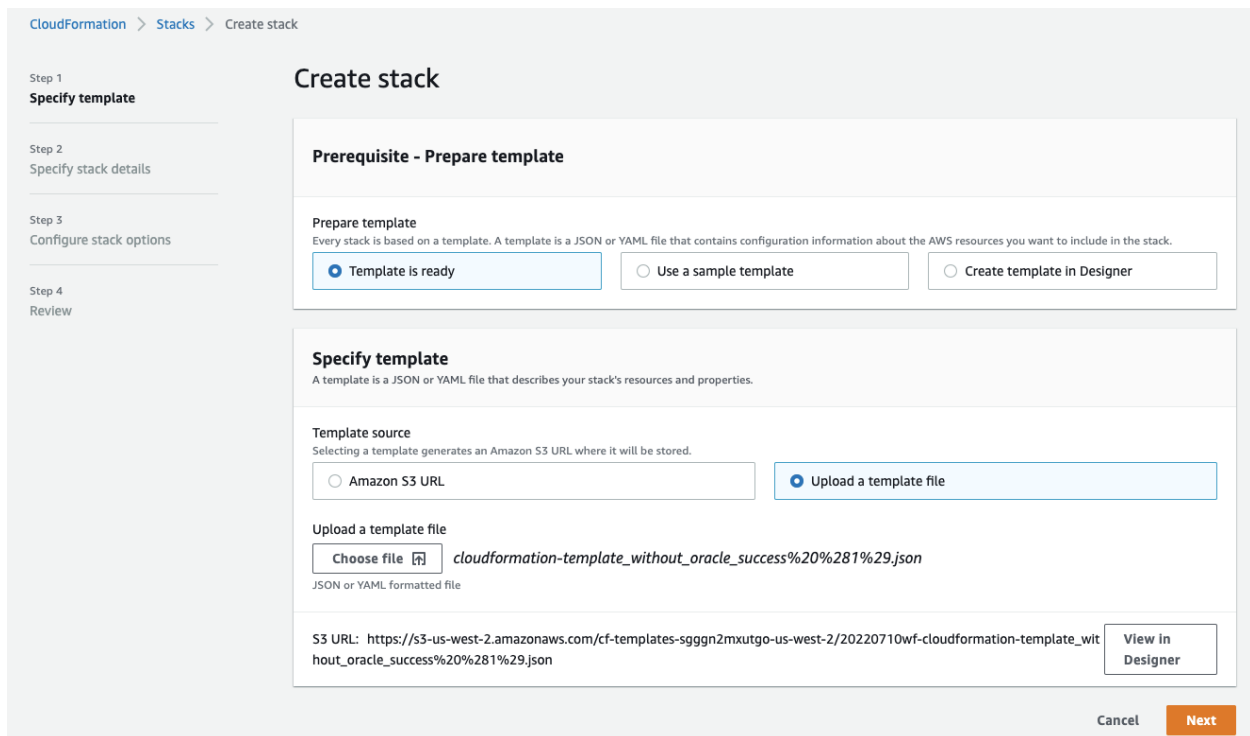 CloudFormation > Stacks > Create stack
Step 1
Specify template
Step 2
Specify stack details
Step 3
Configure stack options
Step 4
Review
Create stack
Prerequisite - Prepare template
Prepare template
Every stack is based on a template. A template is a JSON or YAML file that contains configuration information about the AWS resources you want to include in the stack.
Template is ready
Use a sample template
Create template in Designer
Specify template
A template is a JSON or YAML file that describes your stack's resources and properties.
Template source
Selecting a template generates an Amazon S3 URL where it will be stored.
Amazon S3 URL
Upload a template file
Upload a template file
Choose file
cloudformation-template_without_oracle_success%20%281%29.json
JSON or YAML formatted file
S3 URL: https://s3-us-west-2.amazonaws.com/cf-templates-sgggn2mxutgo-us-west-2/20220710wf-cloudformation-template_wit
hout_oracle_success%20%281%29.json
View in
Designer
Cancel
Next